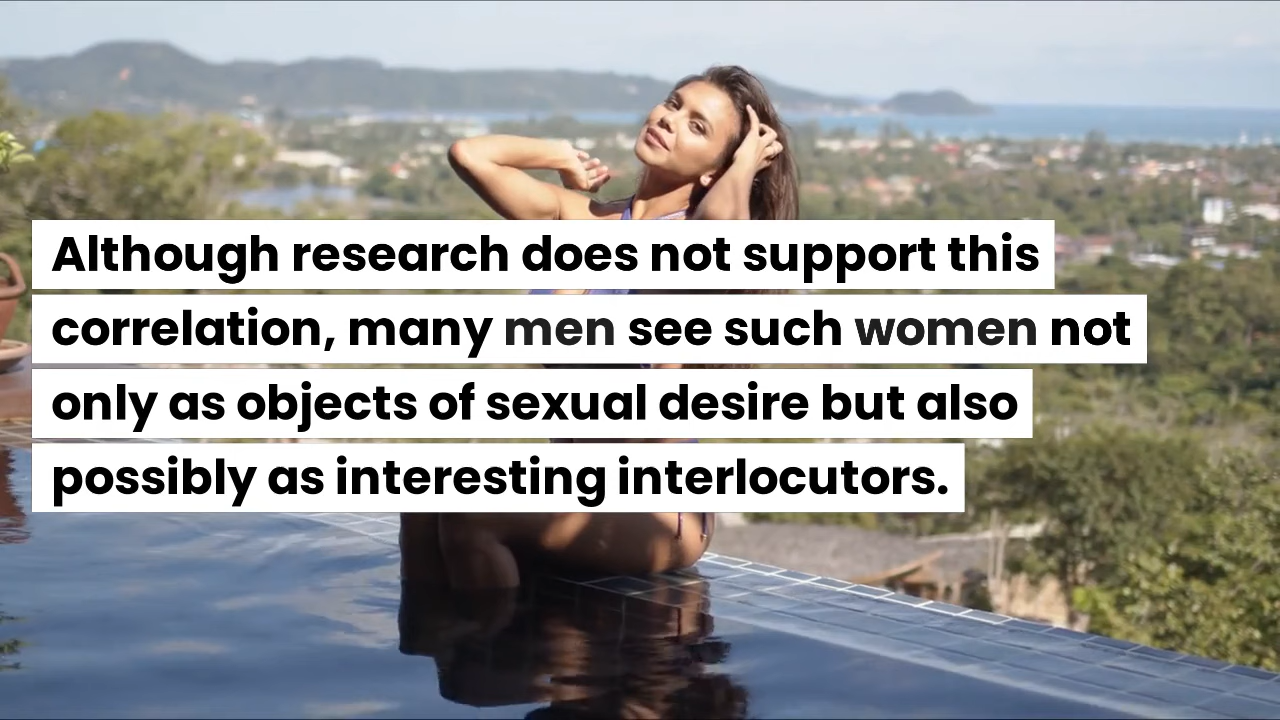 Although research does not support this
correlation, many men see such women not
only as objects of sexual desire but also
possibly as interesting interlocutors.